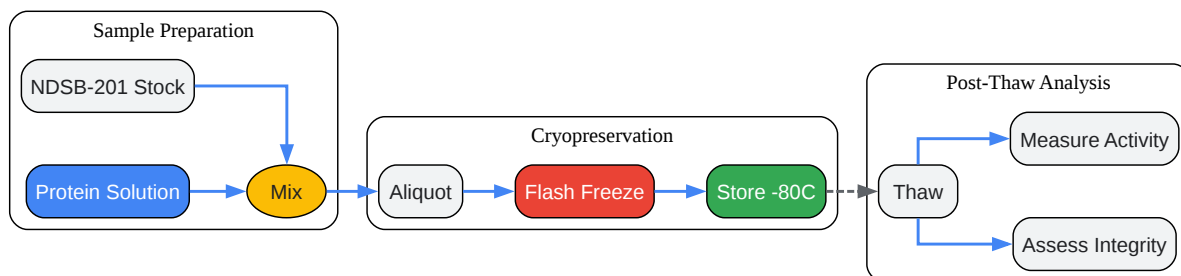 Sample Preparation
NDSB-201 Stock
Protein Solution
Mix
Cryopreservation
Aliquot
Flash Freeze
Store -80C
Post-Thaw Analysis
Thaw
Measure Activity
Assess Integrity